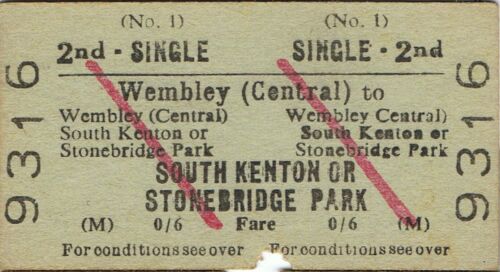 (No. 1) (No. 1)
2nd - SINGLE SINGLE - 2nd
Wembley (Central) to
Wembley (Central) Wembley Central)
South Kenton or South Kenton or
Stonebridge Park Stonebridge Park
SOUTH KENTON OR
STONEBRIDGE PARK
(M) 0/6 Fare 0/6 (M)
For conditions see over For conditions see over
9316
9316